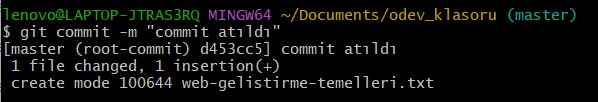 lenovo@LAPTOP-JTRAS3RQ MINGW64 ~/Documents/odev_klasoru (master)
$ git commit -m "commit atıldı"
[master (root-commit) d453cc5] commit atıldı
 1 file changed, 1 insertion(+)
 create mode 100644 web-gelistirme-temelleri.txt